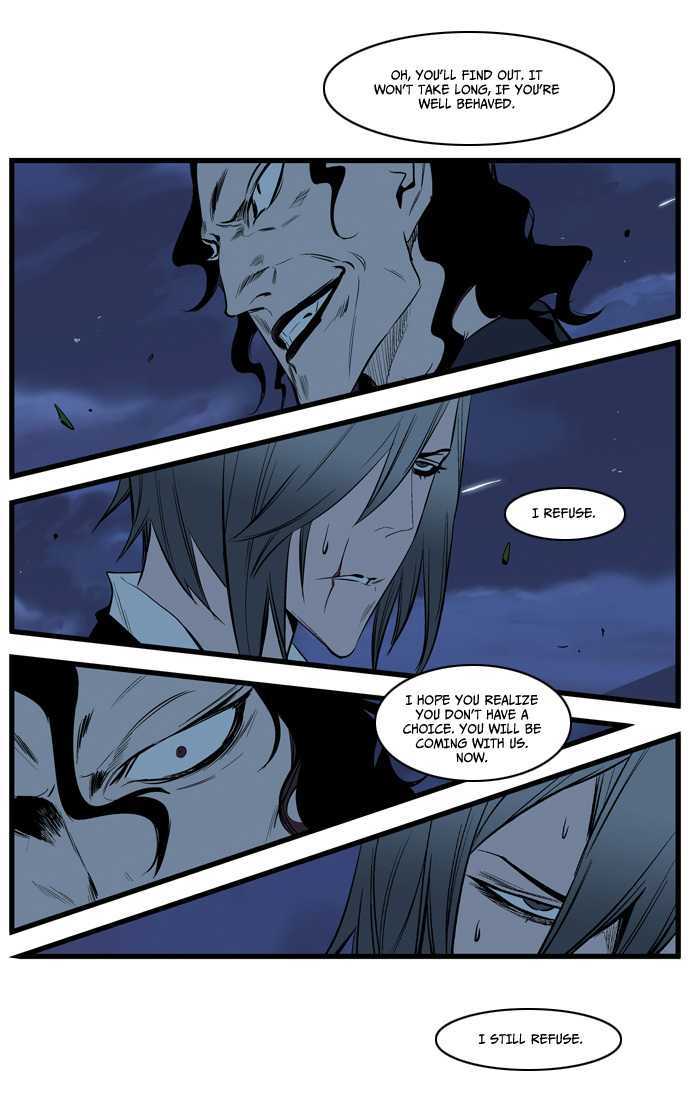 OH, YOU'LL FIND OUT. IT
WON'T TAKE LONG, IF YOU'RE
WELL BEHAVED.
I REFUSE.
I HOPE YOU REALIZE
YOU DON'T HAVE A
CHOICE. YOU WILL BE
COMING WITH US.
NOW.
I STILL REFUSE.